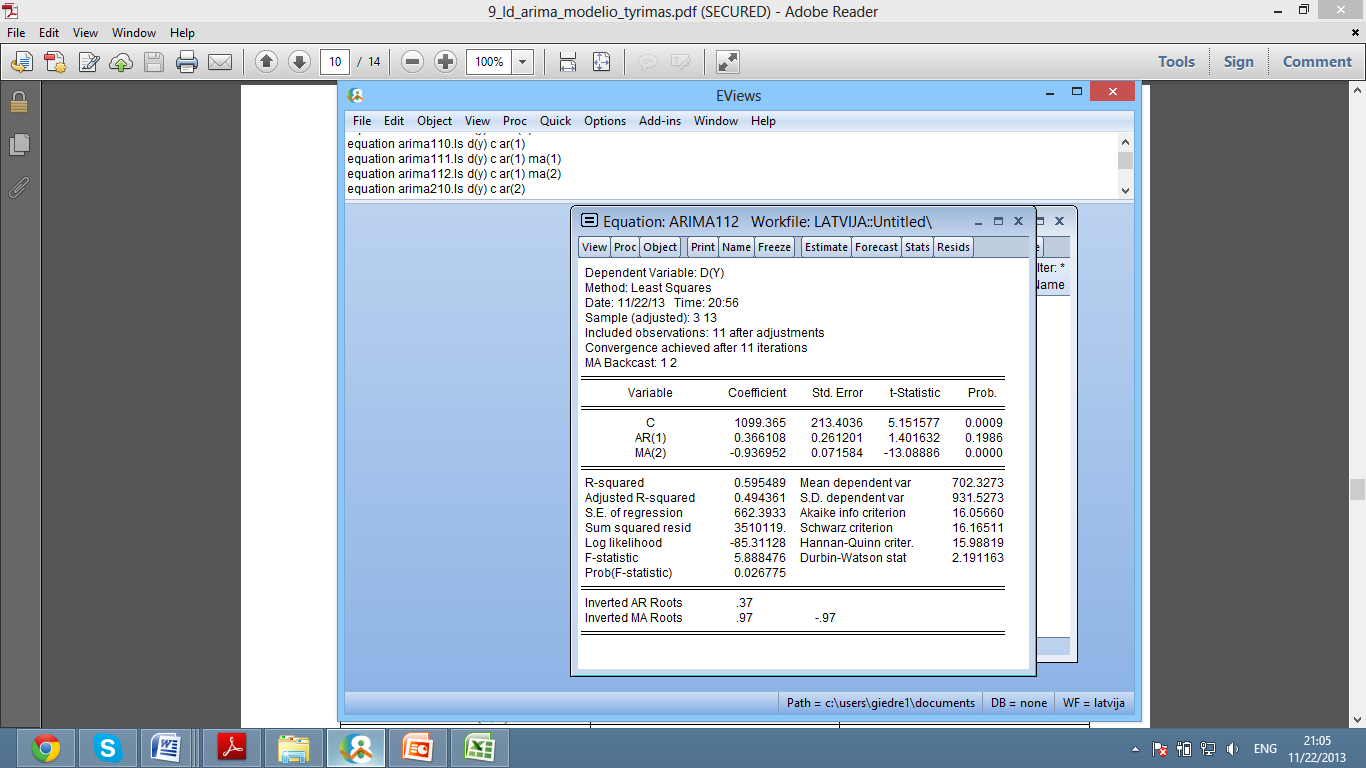 9_ld_arima_modelio_tyrimas.pdf (SECURED) - Adobe Reader
File Edit View Window Help
10 / 14 100% Tools Sign Comment
EViews
File Edit Object View Proc Quick Options Add-ins Window Help
equation arima110.ls d(y) c ar(1)
equation arima111.ls d(y) c ar(1) ma(1)
equation arima112.ls d(y) c ar(1) ma(2)
equation arima210.ls d(y) c ar(2)
Equation: ARIMA112 Workfile: LATVIJA::Untitled\
View Proc Object Print Name Freeze Estimate Forecast Stats Resids
lter: *
Dependent Variable: D(Y)
Method: Least Squares
Date: 11/22/13 Time: 20:56
Sample (adjusted): 3 13
Included observations: 11 after adjustments
Convergence achieved after 11 iterations
MA Backcast: 1 2
Variable Coefficient Std. Error t-Statistic Prob.
C 1099.365 213.4036 5.151577 0.0009
AR(1) 0.366108 0.261201 1.401632 0.1986
MA(2) -0.936952 0.071584 -13.08886 0.0000
R-squared 0.595489 Mean dependent var 702.3273
Adjusted R-squared 0.494361 S.D. dependent var 931.5273
S.E. of regression 662.3933 Akaike info criterion 16.05660
Sum squared resid 3510119. Schwarz criterion 16.16511
Log likelihood -85.31128 Hannan-Quinn criter. 15.98819
F-statistic 5.888476 Durbin-Watson stat 2.191163
Prob(F-statistic) 0.026775
Inverted AR Roots .37
Inverted MA Roots .97 -.97
Path = c:\users\giedre1\documents DB = none WF = latvija
ENG
21:05
11/22/2013